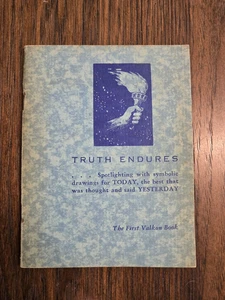 TRUTH ENDURES
. . . Spotlighting with symbolic
drawings for TODAY, the best that
was thought and said YESTERDAY
The First Valkun Book